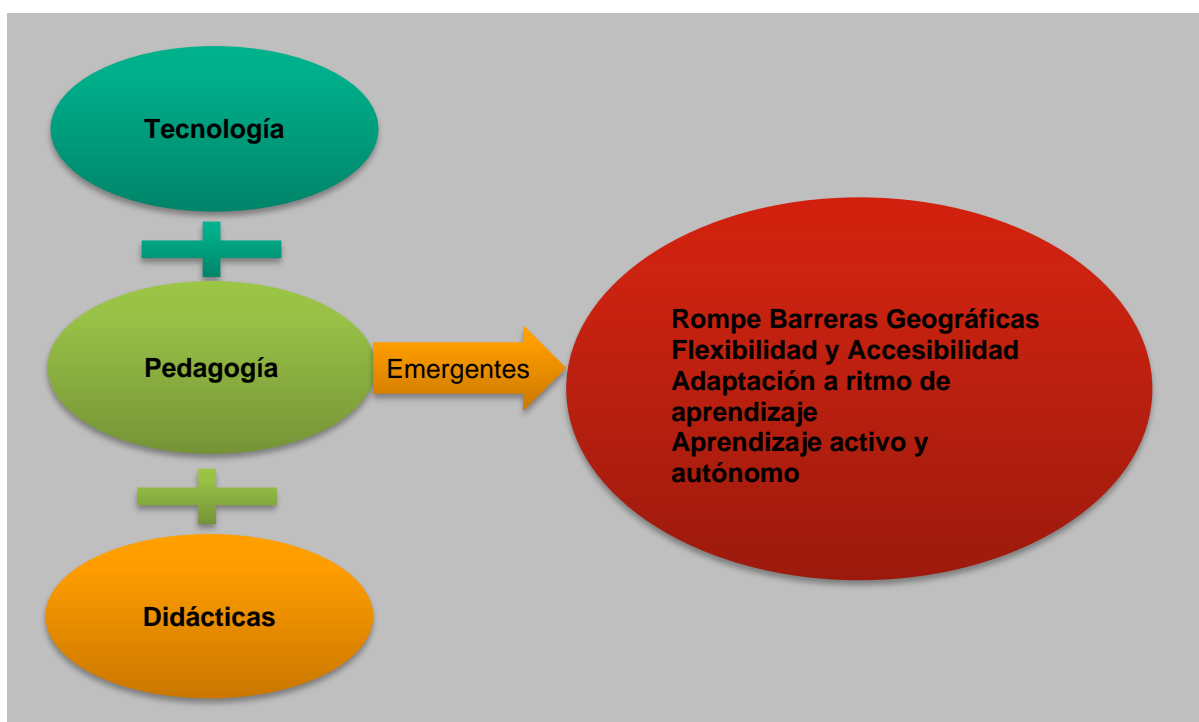 Tecnología
Pedagogía
Didácticas
Emergentes
Rompe Barreras Geográficas
Flexibilidad y Accesibilidad
Adaptación a ritmo de
aprendizaje
Aprendizaje activo y
autónomo